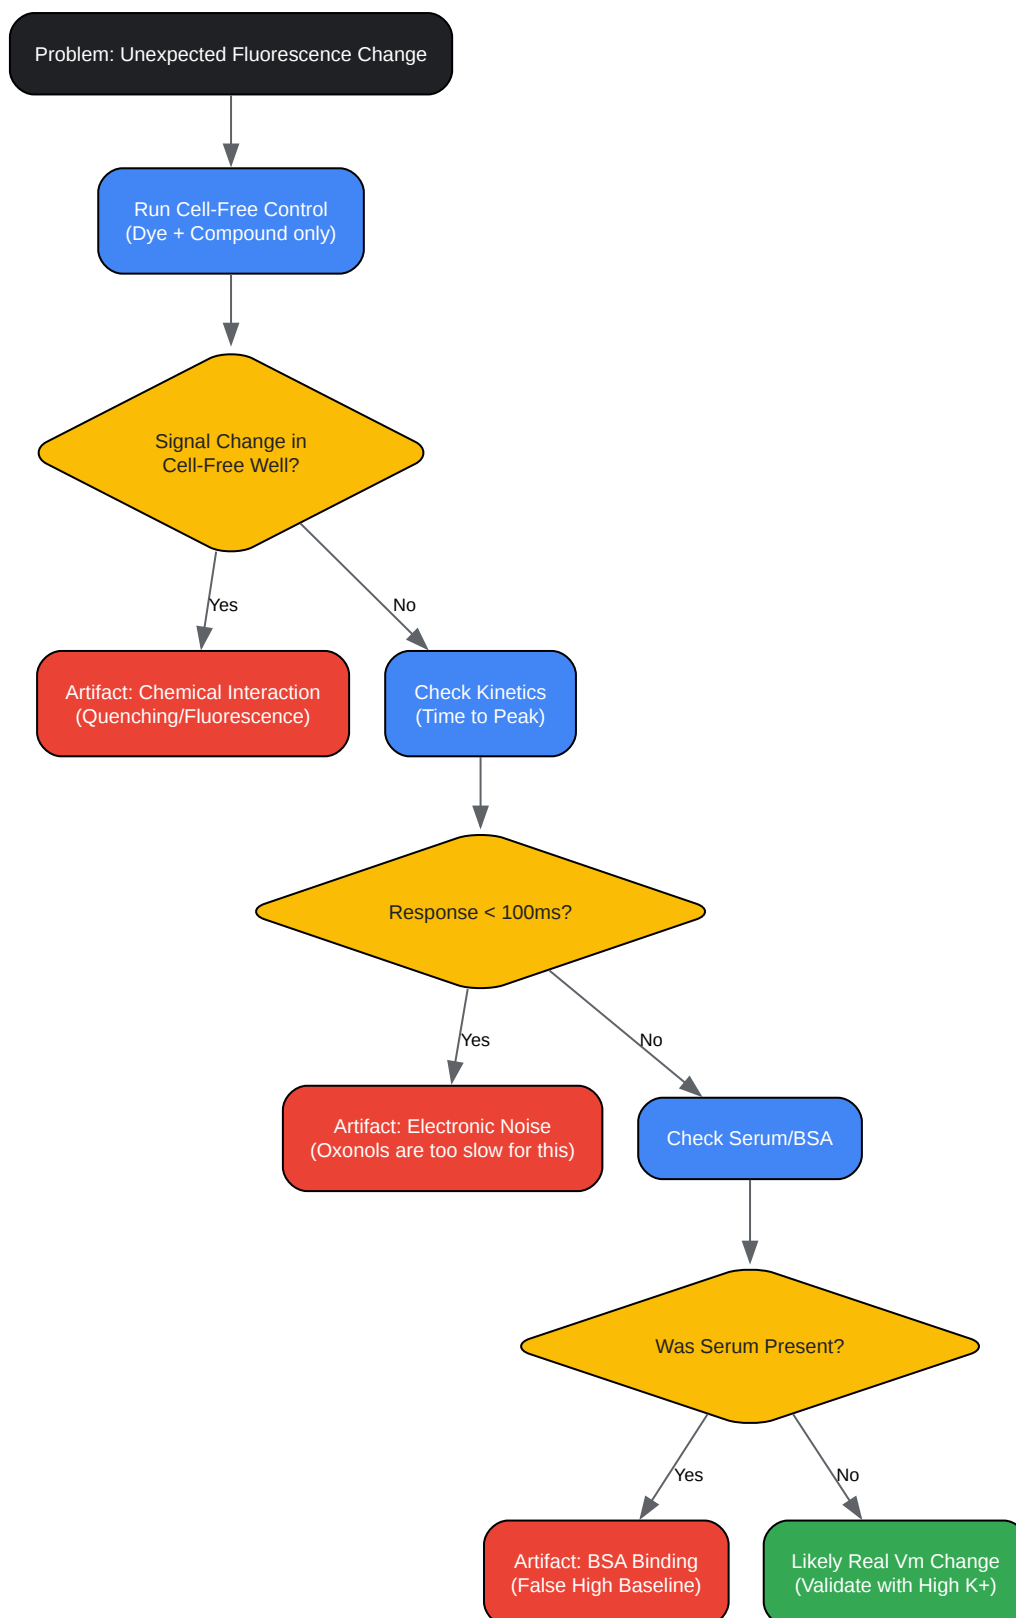 Problem: Unexpected Fluorescence Change
Run Cell-Free Control
(Dye + Compound only)
Signal Change in
Cell-Free Well?
Yes
No
Artifact: Chemical Interaction
(Quenching/Fluorescence)
Check Kinetics
(Time to Peak)
Response < 100ms?
Yes
No
Artifact: Electronic Noise
(Oxonols are too slow for this)
Check Serum/BSA
Was Serum Present?
Yes
No
Artifact: BSA Binding
(False High Baseline)
Likely Real Vm Change
(Validate with High K+)